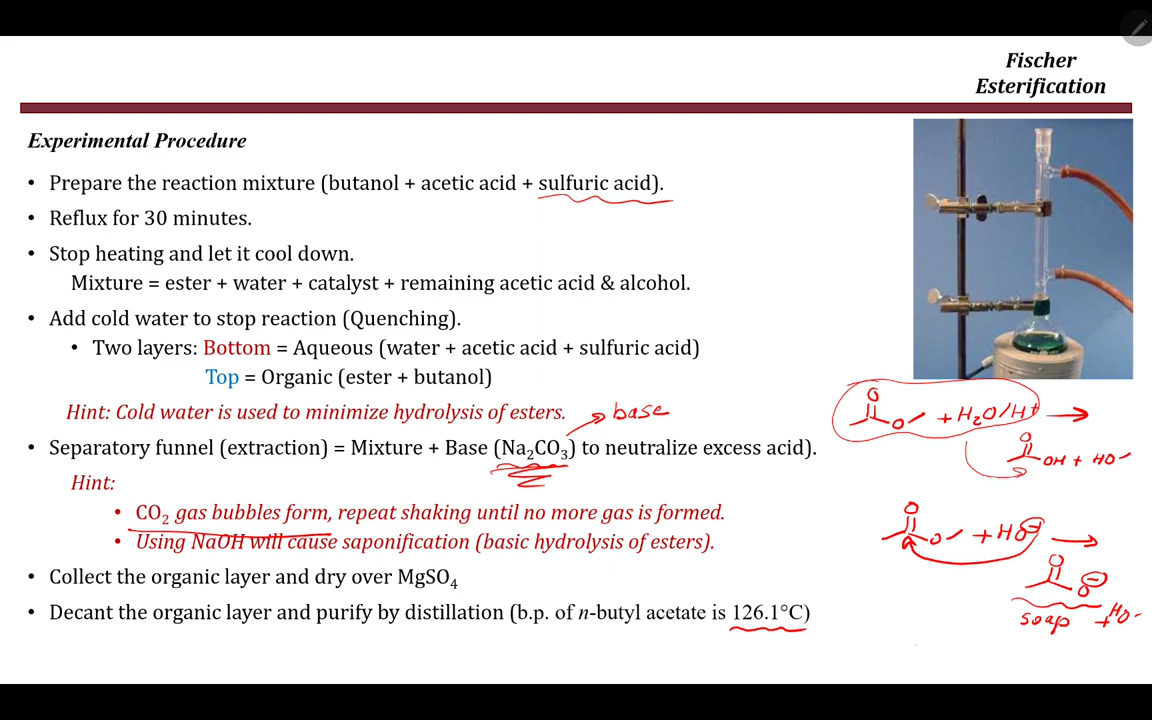 Fischer
Esterification
Experimental Procedure
• Prepare the reaction mixture (butanol + acetic acid + sulfuric acid).
• Reflux for 30 minutes.
• Stop heating and let it cool down.
Mixture = ester + water + catalyst + remaining acetic acid & alcohol.
• Add cold water to stop reaction (Quenching).
• Two layers: Bottom = Aqueous (water + acetic acid + sulfuric acid)
Top = Organic (ester + butanol)
Hint: Cold water is used to minimize hydrolysis of esters.
base
• Separatory funnel (extraction) = Mixture + Base (Na₂CO₃) to neutralize excess acid).
Hint:
• CO₂ gas bubbles form, repeat shaking until no more gas is formed.
• Using NaOH will cause saponification (basic hydrolysis of esters).
• Collect the organic layer and dry over MgSO₄
• Decant the organic layer and purify by distillation (b.p. of n-butyl acetate is 126.1°C)
O
O + H₂O/H⁺
O
OH + HO
O
O + HO⁻
O
O⁻
soap + HO